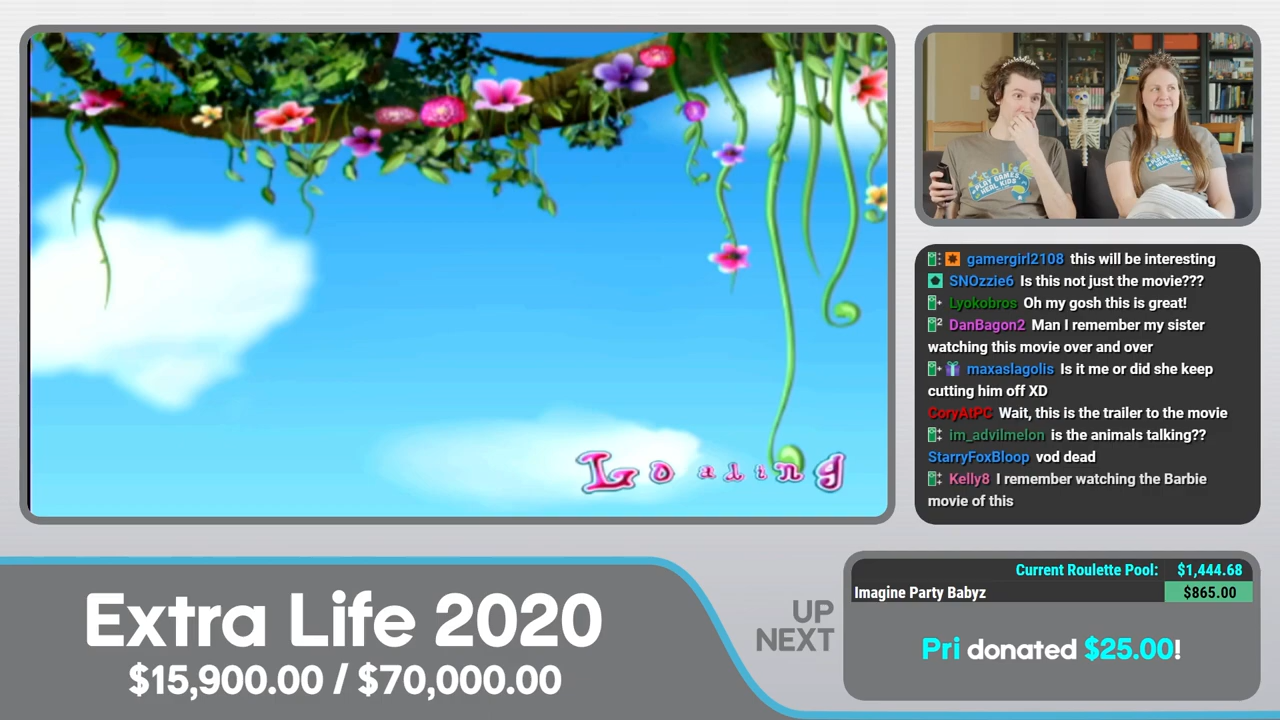 Loading
PLAY GAMES
HEAL KIDS
gamergirl2108 this will be interesting
SNOzzie6 Is this not just the movie???
Lyokobros Oh my gosh this is great!
DanBagon2 Man I remember my sister
watching this movie over and over
maxaslagolis Is it me or did she keep
cutting him off XD
CoryAtPC Wait, this is the trailer to the movie
im_advilmelon is the animals talking??
StarryFoxBloop vod dead
Kelly8 I remember watching the Barbie
movie of this
Extra Life 2020
$15,900.00 / $70,000.00
UP
NEXT
Current Roulette Pool: $1,444.68
Imagine Party Babyz $865.00
Pri donated $25.00!